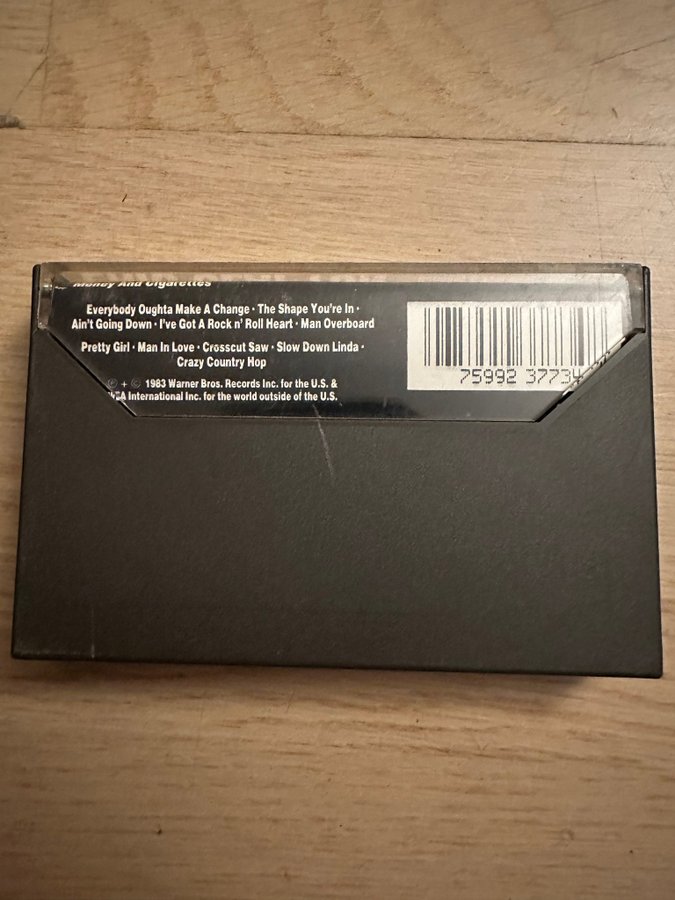 Money And Cigarettes
Everybody Oughta Make A Change · The Shape You're In ·
Ain't Going Down · I've Got A Rock n' Roll Heart · Man Overboard
Pretty Girl · Man In Love · Crosscut Saw · Slow Down Linda ·
Crazy Country Hop
℗ + © 1983 Warner Bros. Records Inc. for the U.S. &
WEA International Inc. for the world outside of the U.S.
75992 37734